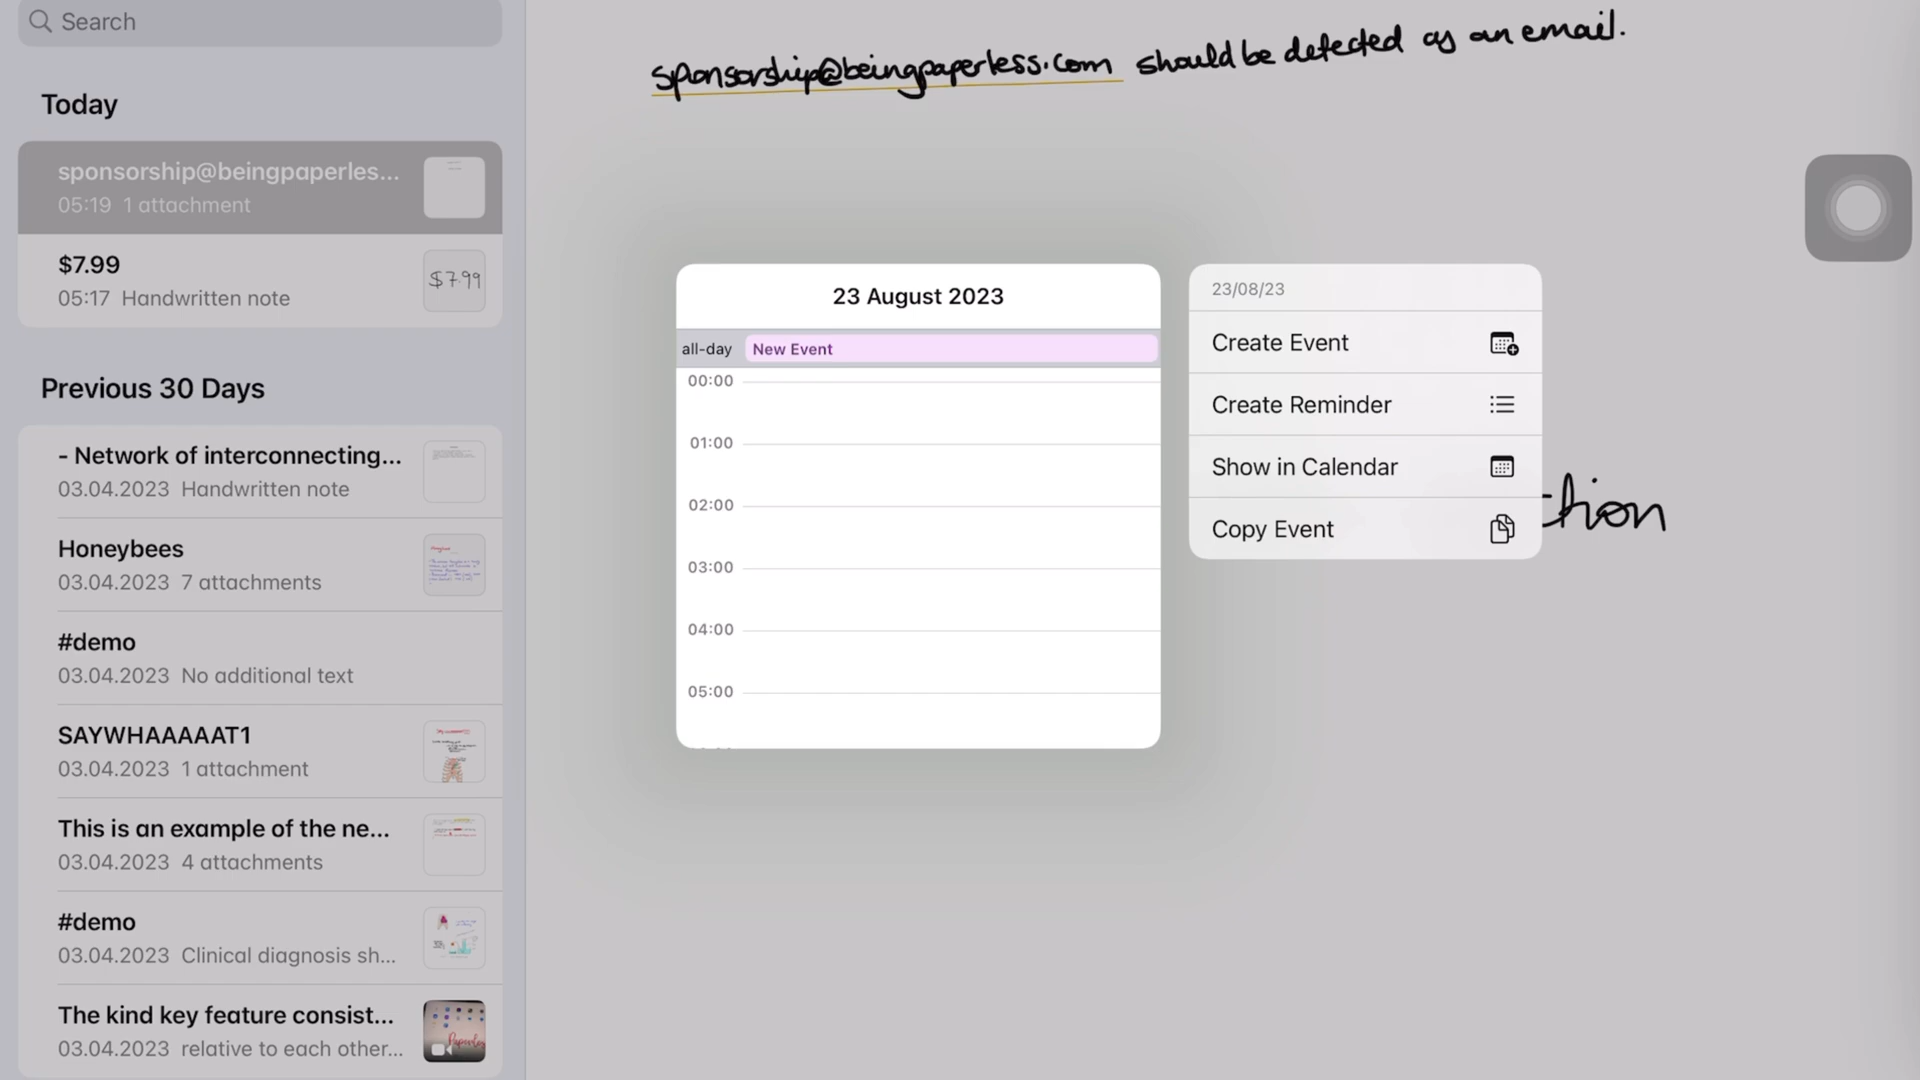 Search
Today
sponsorship@beingpaperles...
05:19 1 attachment
$7.99
05:17 Handwritten note
$7.99
Previous 30 Days
- Network of interconnecting...
03.04.2023 Handwritten note
Honeybees
03.04.2023 7 attachments
#demo
03.04.2023 No additional text
SAYWHAAAAAT1
03.04.2023 1 attachment
This is an example of the ne...
03.04.2023 4 attachments
#demo
03.04.2023 Clinical diagnosis sh...
The kind key feature consist...
03.04.2023 relative to each other...
sponsorship@beingpaperless.com should be detected as an email.
23 August 2023
all-day New Event
00:00
01:00
02:00
03:00
04:00
05:00
23/08/23
Create Event
Create Reminder
Show in Calendar
Copy Event
tion